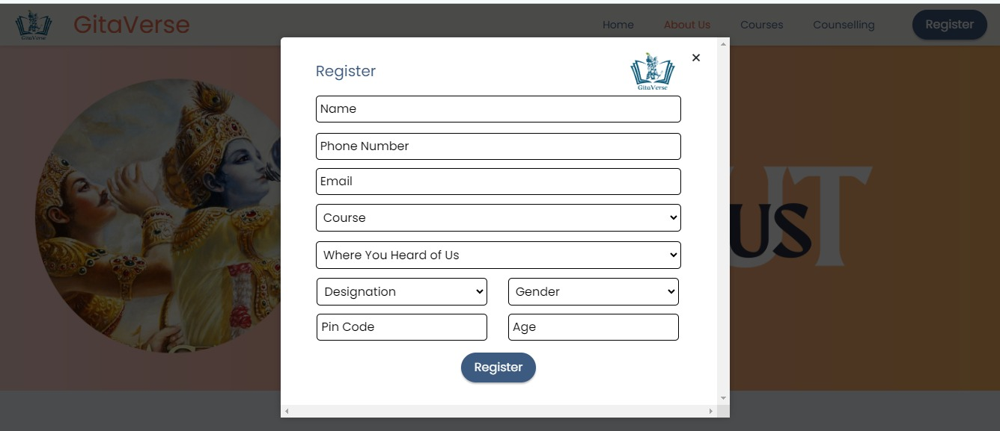 GitaVerse
GitaVerse
Home
About Us
Courses
Counselling
Register
Register
GitaVerse
Name
Phone Number
Email
Course
Where You Heard of Us
Designation
Gender
Pin Code
Age
Register
UT
US